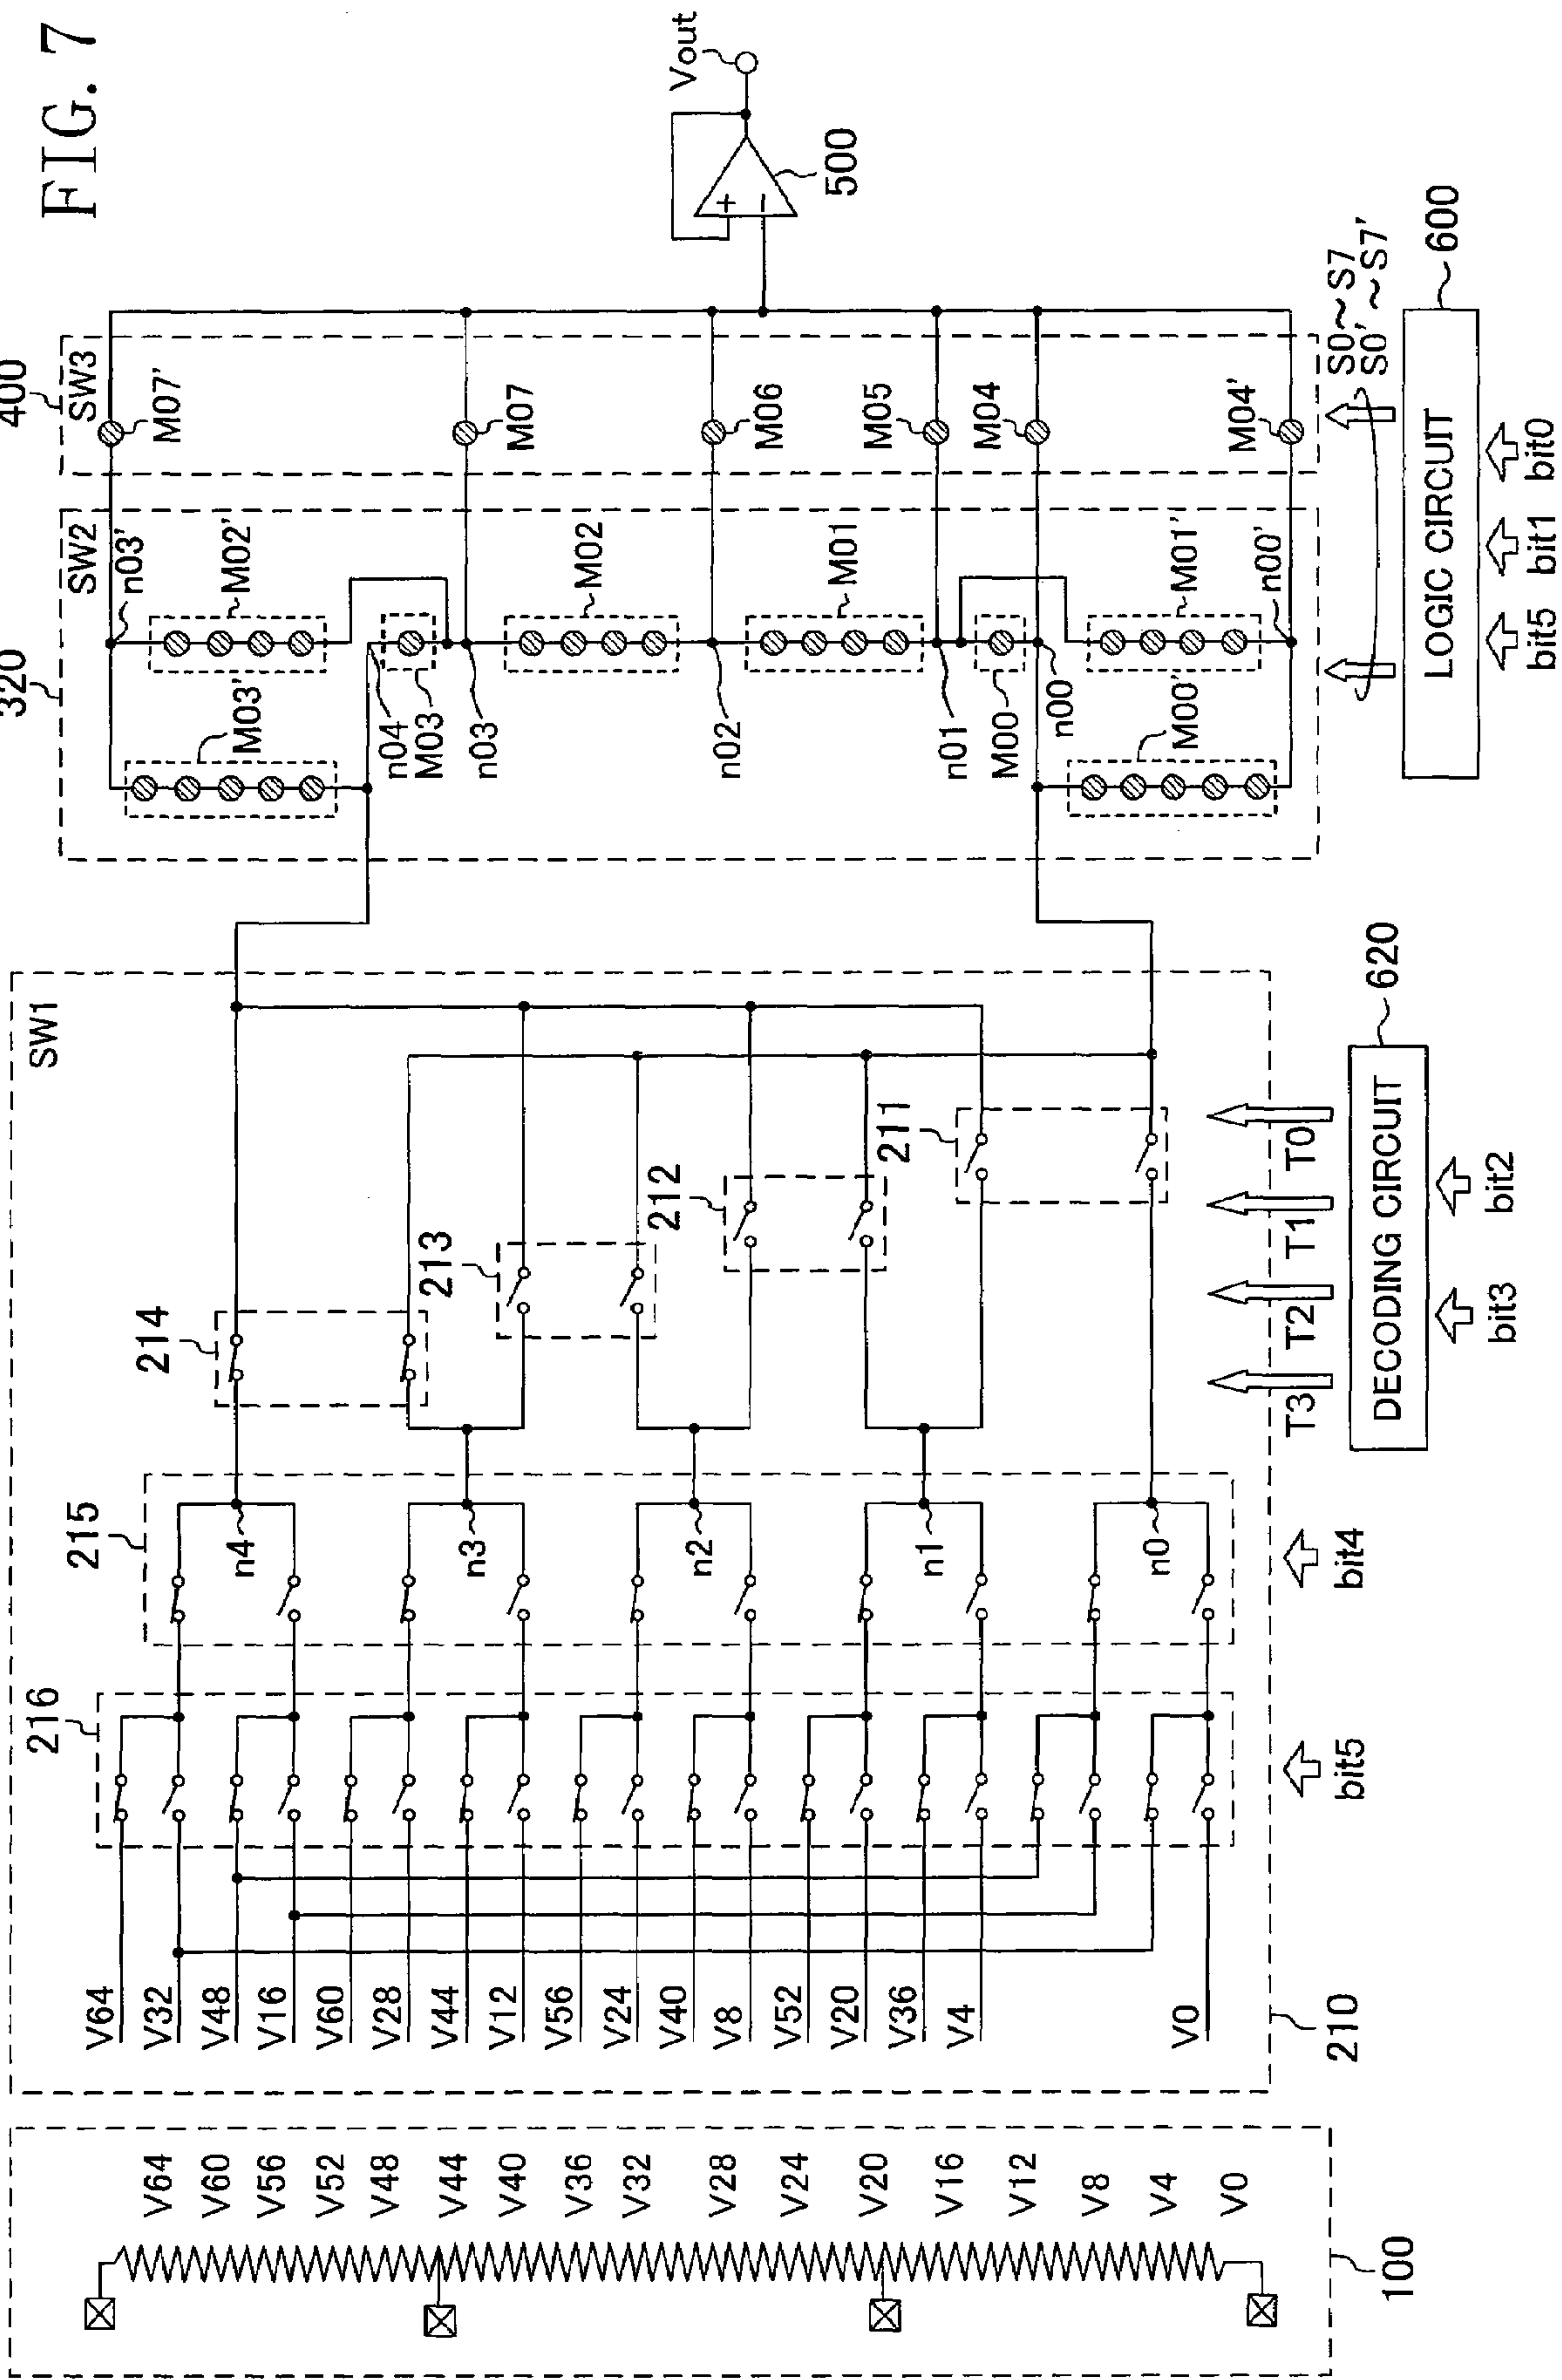 FIG. 7
100
V64
V60
V56
V52
V48
V44
V40
V36
V32
V28
V24
V20
V16
V12
V8
V4
V0
210
SW1
V64
V32
V48
V16
V60
V28
V44
V12
V56
V24
V40
V8
V52
V20
V36
V4
V0
216
215
n4
n3
n2
n1
n0
214
213
212
211
bit5
bit4
T3
T2
T1
T0
DECODING CIRCUIT
620
bit3
bit2
320
SW2
M03'
n03'
M02'
n04
M03
n03
M02
n02
M01
n01
M00
n00
M01'
M00'
n00'
400
SW3
M07'
M07
M06
M05
M04
M04'
S0~S7
S0'~S7'
LOGIC CIRCUIT
600
bit5
bit1
bit0
+
−
500
Vout